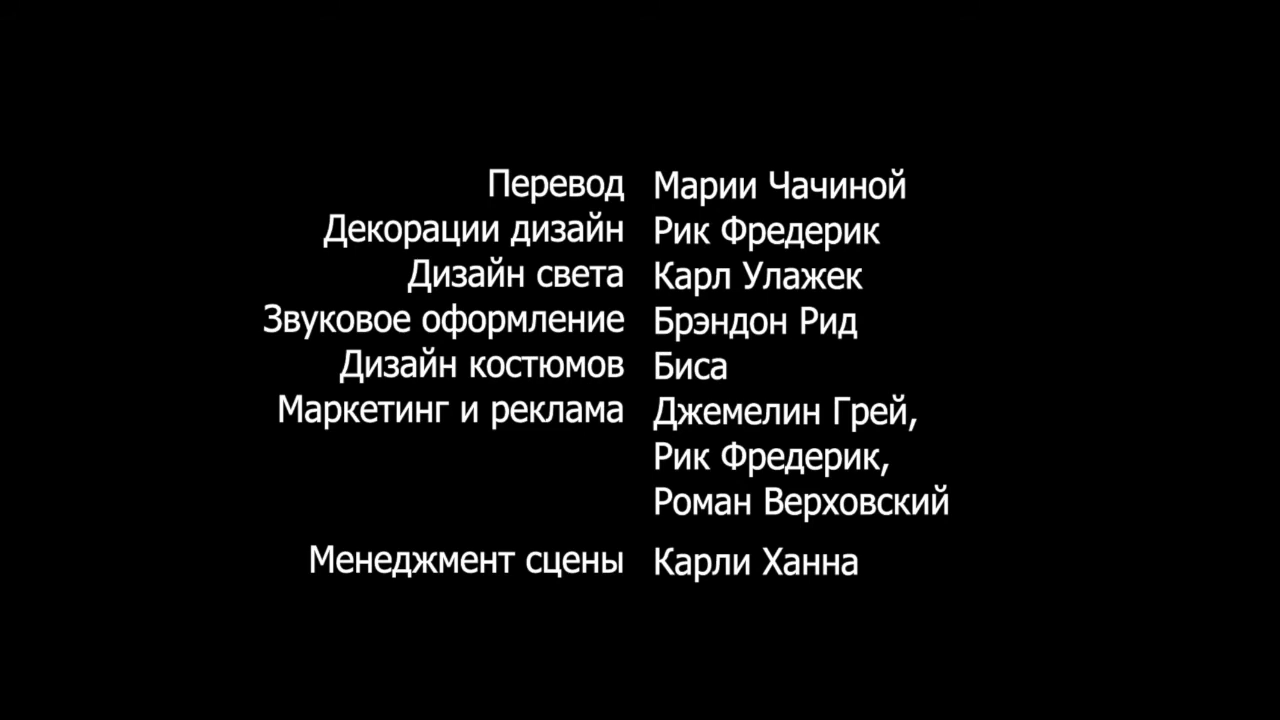 Перевод Марии Чачиной
Декорации дизайн Рик Фредерик
Дизайн света Карл Улажек
Звуковое оформление Брэндон Рид
Дизайн костюмов Биса
Маркетинг и реклама Джемелин Грей,
Рик Фредерик,
Роман Верховский
Менеджмент сцены Карли Ханна